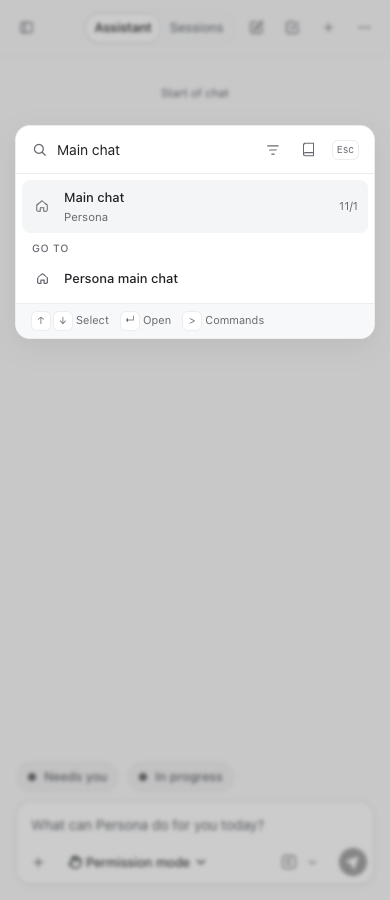 Assistant Sessions
Start of chat
Main chat Esc
Main chat
Persona
11/1
GO TO
Persona main chat
Select Open > Commands
Needs you In progress
What can Persona do for you today?
Permission mode